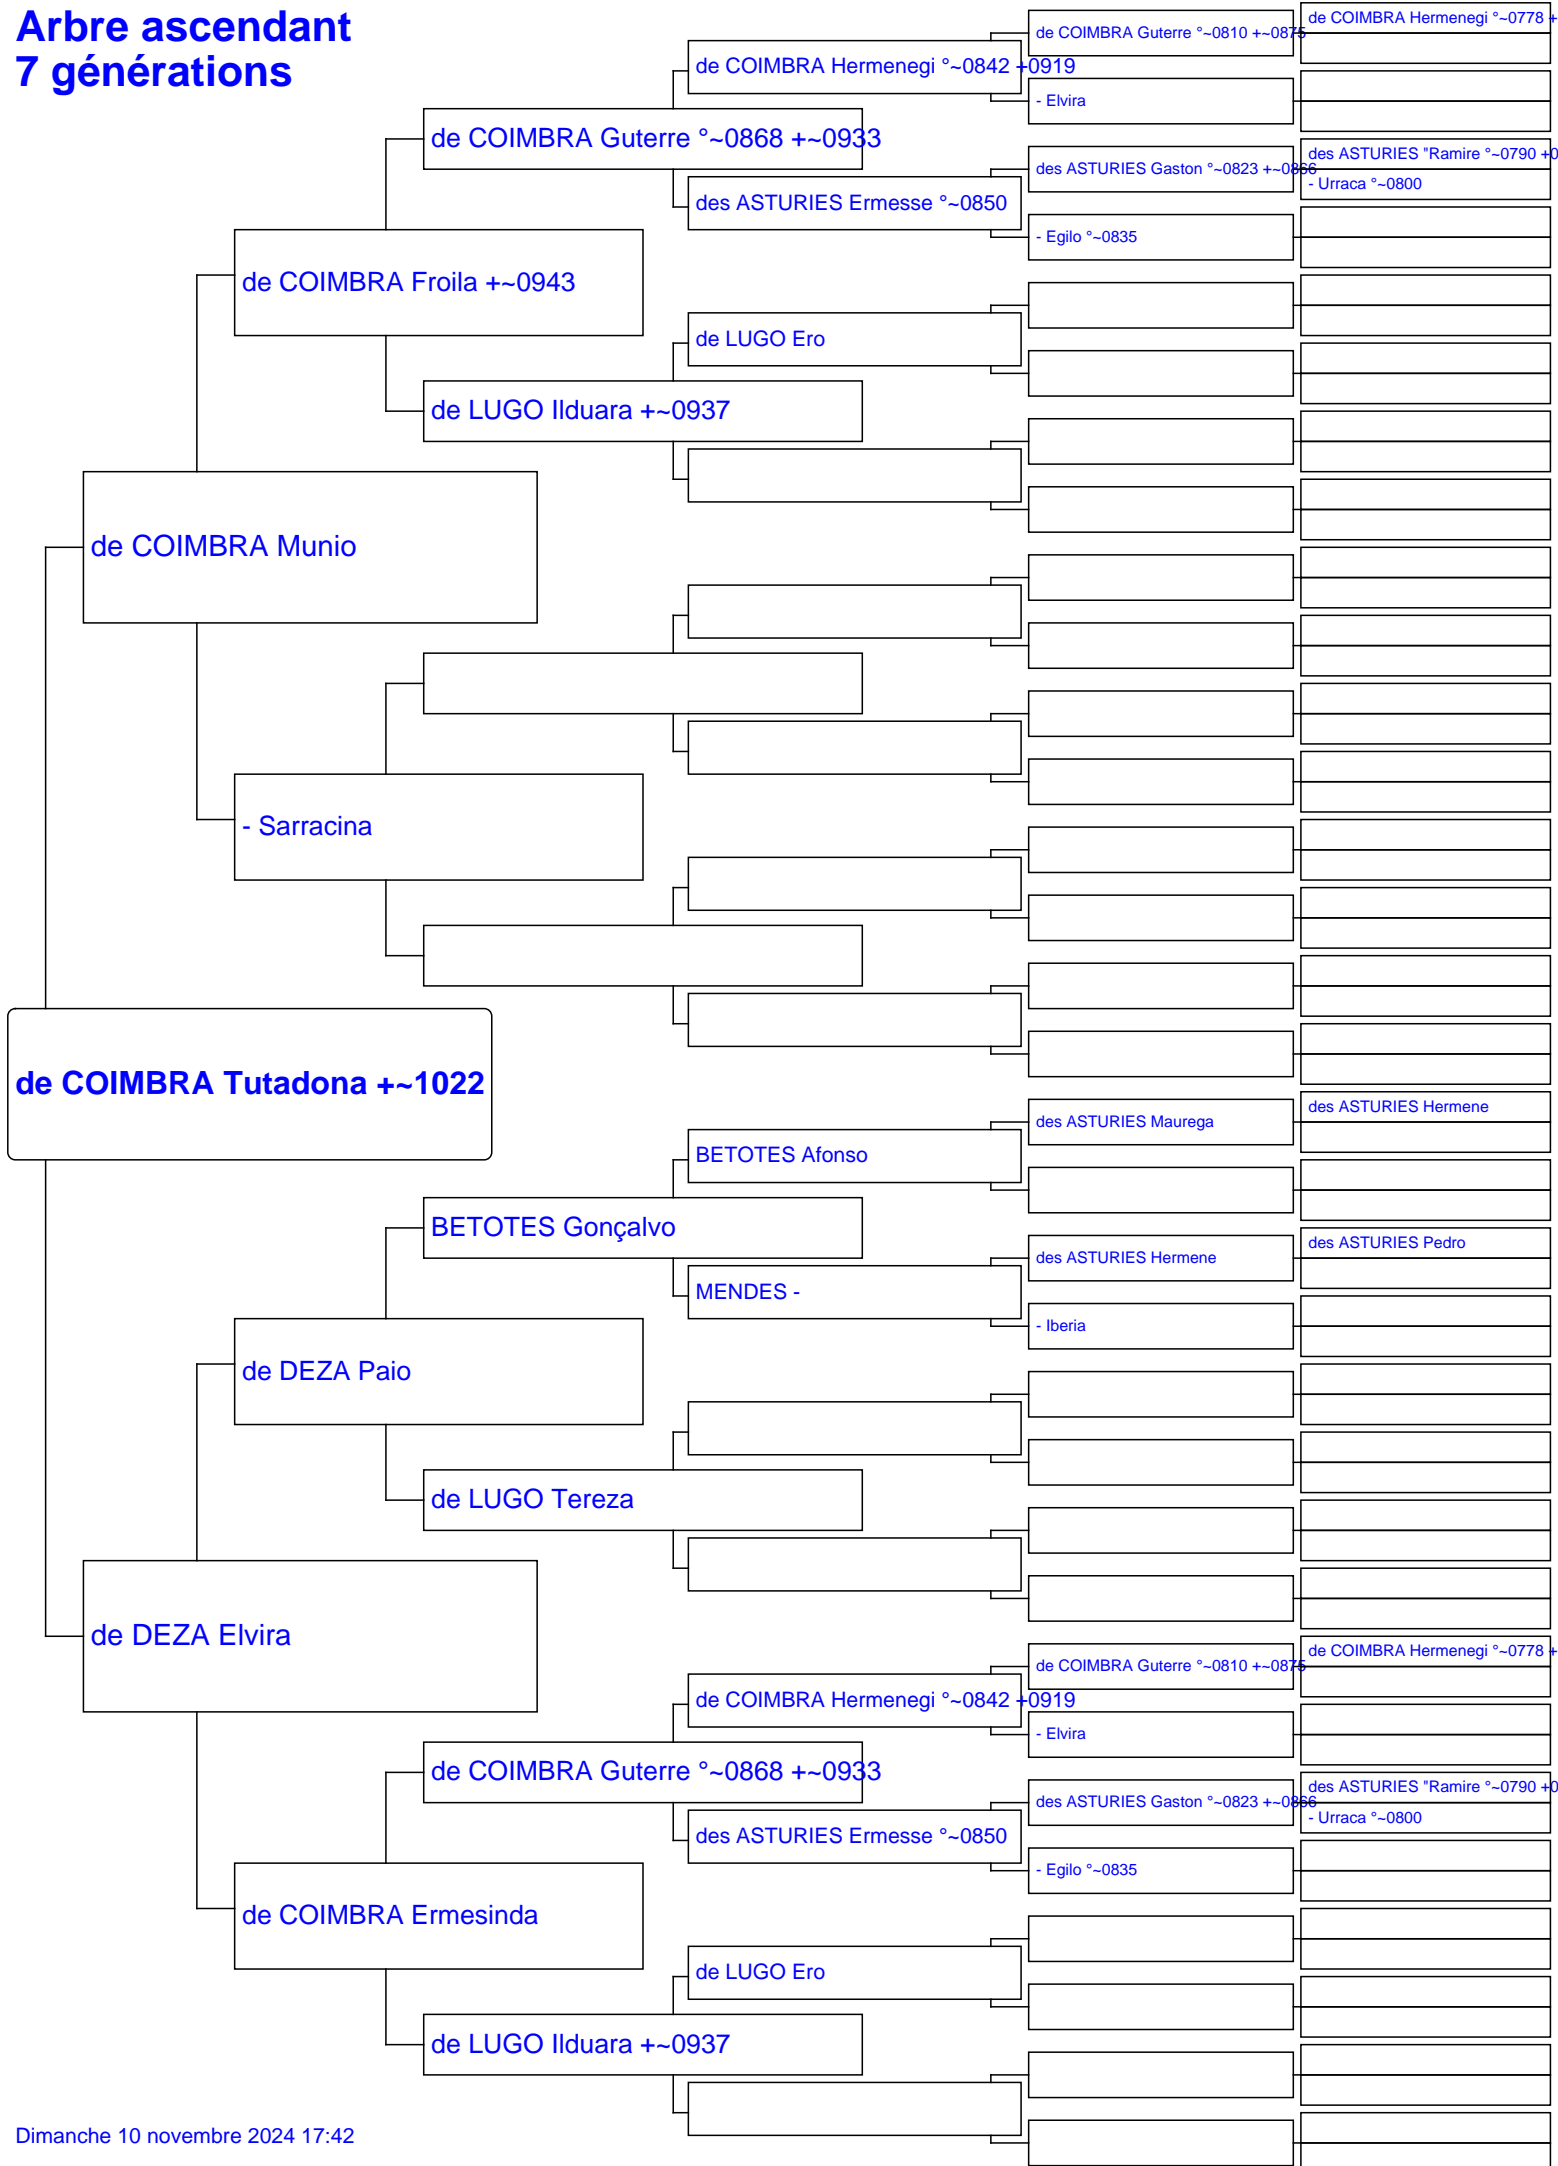 Arbre ascendant
7 générations
de COIMBRA Hermenegi °~0778 +
de COIMBRA Guterre °~0810 +~0875
de COIMBRA Hermenegi °~0842 +0919
- Elvira
de COIMBRA Guterre °~0868 +~0933
des ASTURIES "Ramire °~0790 +0
des ASTURIES Gaston °~0823 +~0866
- Urraca °~0800
des ASTURIES Ermesse °~0850
- Egilo °~0835
de COIMBRA Froila +~0943
de LUGO Ero
de LUGO Ilduara +~0937
de COIMBRA Munio
- Sarracina
de COIMBRA Tutadona +~1022
des ASTURIES Hermene
des ASTURIES Maurega
BETOTES Afonso
BETOTES Gonçalvo
des ASTURIES Pedro
des ASTURIES Hermene
MENDES -
- Iberia
de DEZA Paio
de LUGO Tereza
de DEZA Elvira
de COIMBRA Hermenegi °~0778 +
de COIMBRA Guterre °~0810 +~0875
de COIMBRA Hermenegi °~0842 +0919
- Elvira
de COIMBRA Guterre °~0868 +~0933
des ASTURIES "Ramire °~0790 +0
des ASTURIES Gaston °~0823 +~0866
- Urraca °~0800
des ASTURIES Ermesse °~0850
- Egilo °~0835
de COIMBRA Ermesinda
de LUGO Ero
de LUGO Ilduara +~0937
Dimanche 10 novembre 2024 17:42